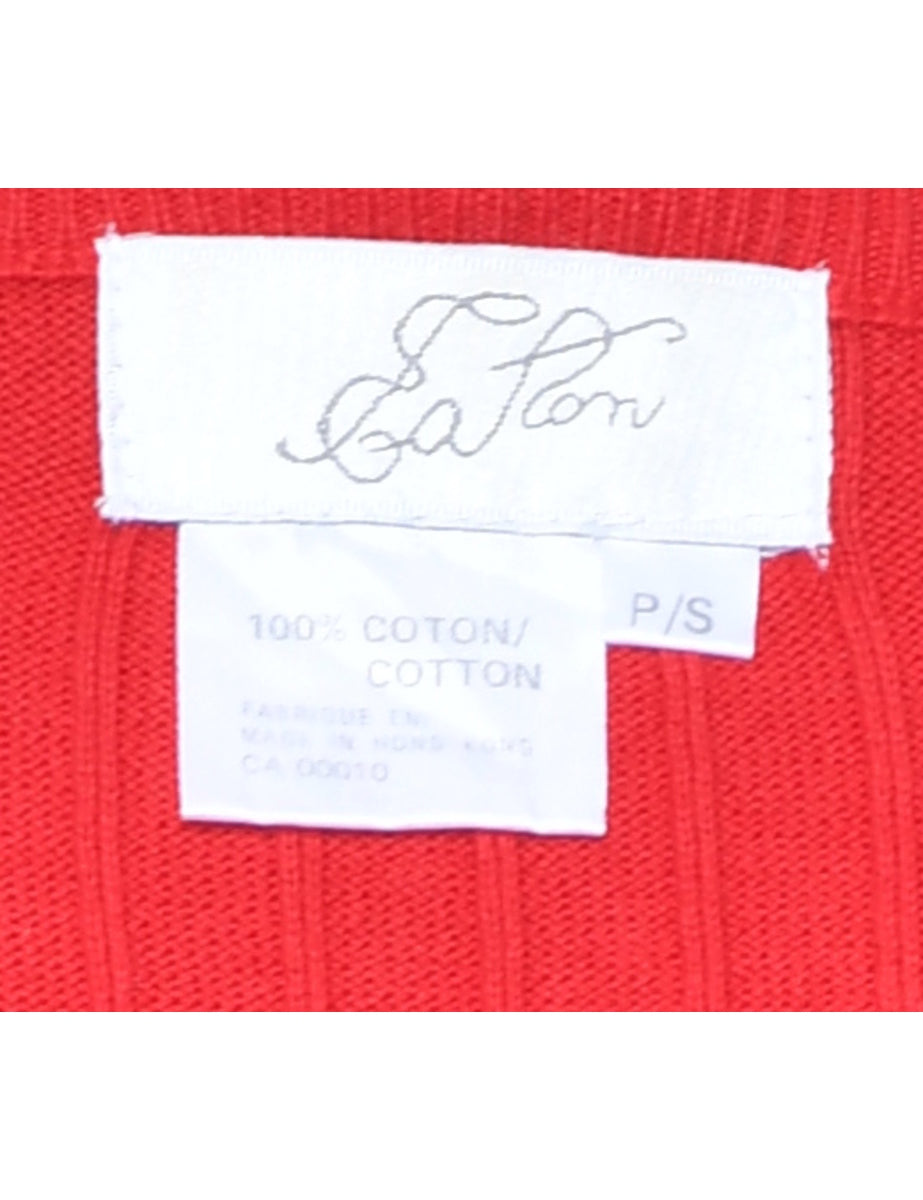 Eaton
P/S
100% COTON/
COTTON
FABRIQUE EN/
MADE IN HONG KONG
CA 00010